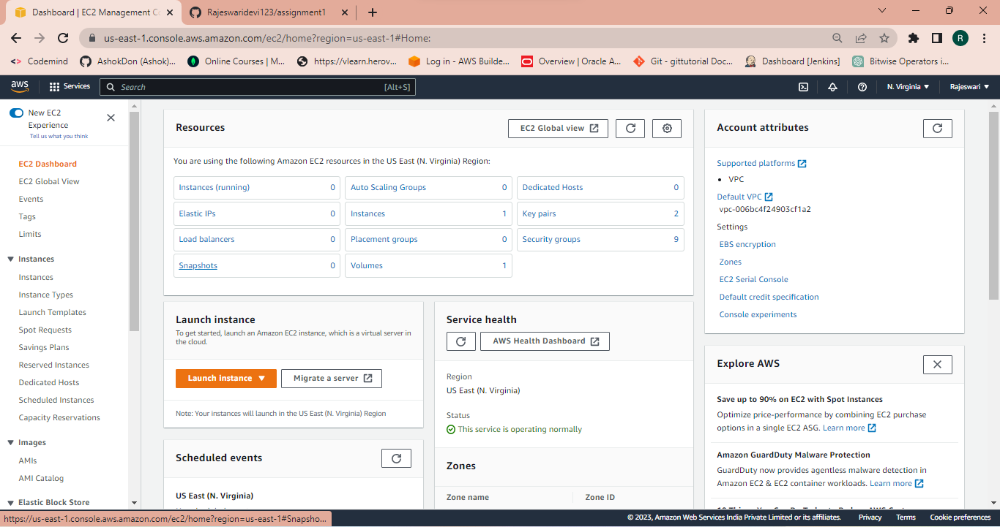 Dashboard | EC2 Management Co
Rajeswaridevi123/assignment1
us-east-1.console.aws.amazon.com/ec2/home?region=us-east-1#Home:
R
<> Codemind
AshokDon (Ashok)...
Online Courses | M...
https://vlearn.herov...
Log in - AWS Builde...
Overview | Oracle A...
Git - gittutorial Doc...
Dashboard [Jenkins]
Bitwise Operators i...
aws
Services
Search
[Alt+S]
N. Virginia
Rajeswari
New EC2
Experience
Tell us what you think
EC2 Dashboard
EC2 Global View
Events
Tags
Limits
Instances
Instances
Instance Types
Launch Templates
Spot Requests
Savings Plans
Reserved Instances
Dedicated Hosts
Scheduled Instances
Capacity Reservations
Images
AMIs
AMI Catalog
Elastic Block Store
Resources
EC2 Global view
You are using the following Amazon EC2 resources in the US East (N. Virginia) Region:
Instances (running) 0
Auto Scaling Groups 0
Dedicated Hosts 0
Elastic IPs 0
Instances 1
Key pairs 2
Load balancers 0
Placement groups 0
Security groups 9
Snapshots 0
Volumes 1
Launch instance
To get started, launch an Amazon EC2 instance, which is a virtual server in
the cloud.
Launch instance
Migrate a server
Note: Your instances will launch in the US East (N. Virginia) Region
Scheduled events
US East (N. Virginia)
Service health
AWS Health Dashboard
Region
US East (N. Virginia)
Status
This service is operating normally
Zones
Zone name
Zone ID
Account attributes
Supported platforms
• VPC
Default VPC
vpc-006bc4f24903cf1a2
Settings
EBS encryption
Zones
EC2 Serial Console
Default credit specification
Console experiments
Explore AWS
Save up to 90% on EC2 with Spot Instances
Optimize price-performance by combining EC2 purchase
options in a single EC2 ASG. Learn more
Amazon GuardDuty Malware Protection
GuardDuty now provides agentless malware detection in
Amazon EC2 & EC2 container workloads. Learn more
https://us-east-1.console.aws.amazon.com/ec2/home?region=us-east-1#Snapsho...
© 2023, Amazon Web Services India Private Limited or its affiliates.
Privacy
Terms
Cookie preferences